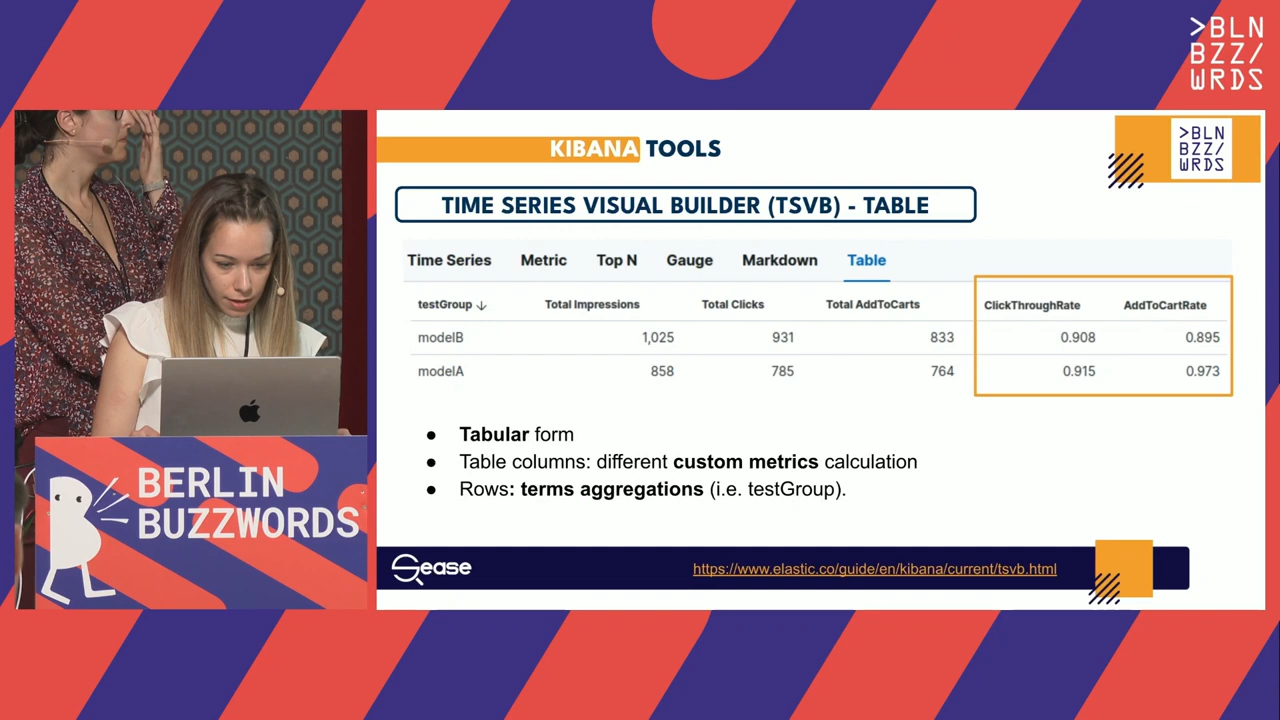 >BLN
BZZ/
WRDS
KIBANA TOOLS
>BLN
BZZ/
WRDS
TIME SERIES VISUAL BUILDER (TSVB) - TABLE
Time Series Metric Top N Gauge Markdown Table
testGroup ↓ Total Impressions Total Clicks Total AddToCarts ClickThroughRate AddToCartRate
modelB 1,025 931 833 0.908 0.895
modelA 858 785 764 0.915 0.973
● Tabular form
● Table columns: different custom metrics calculation
● Rows: terms aggregations (i.e. testGroup).
BERLIN
BUZZWORDS
Sease
https://www.elastic.co/guide/en/kibana/current/tsvb.html